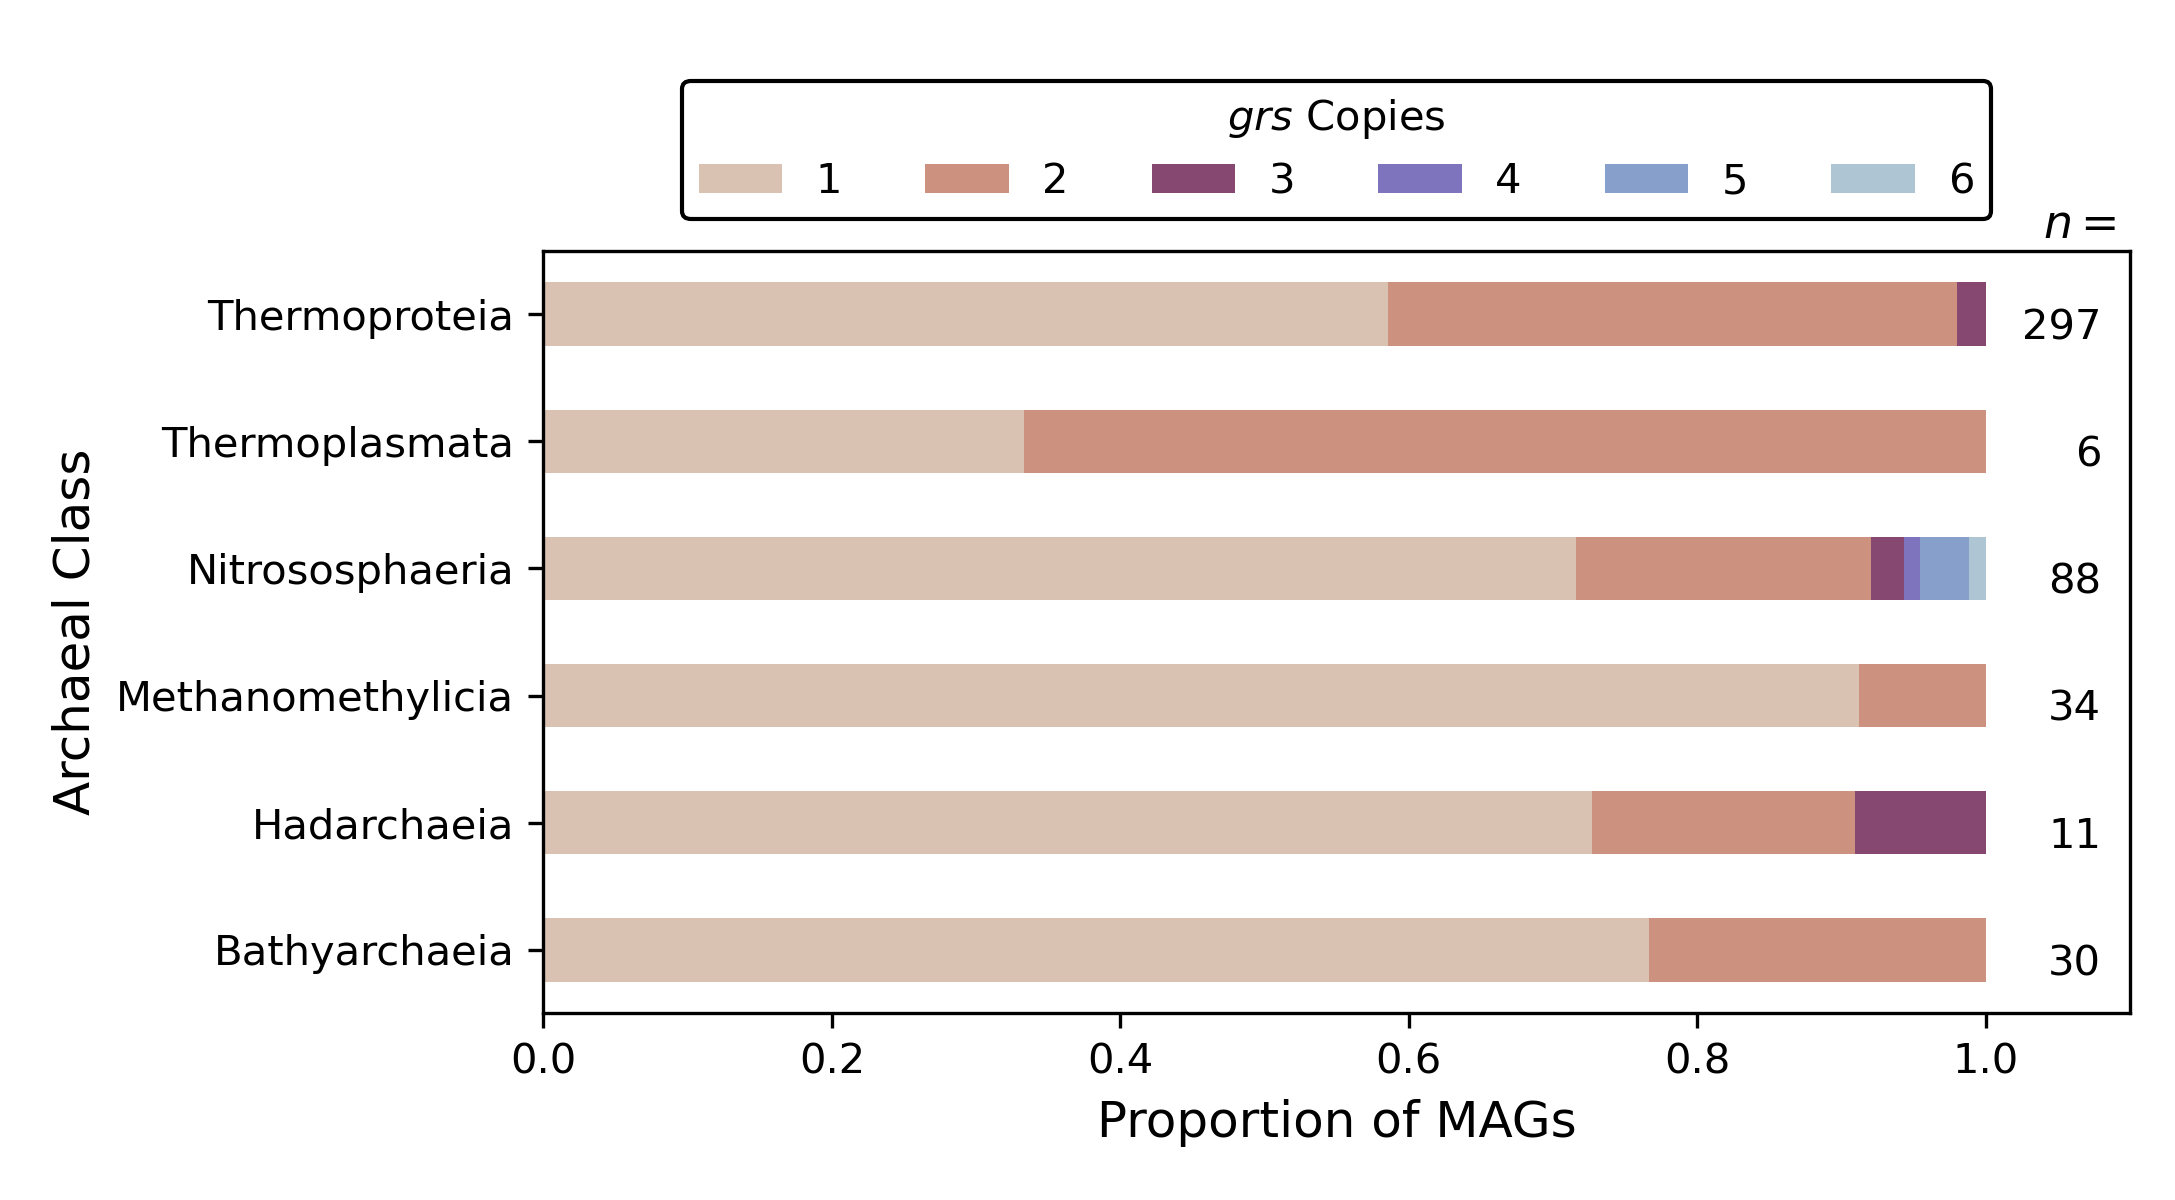 grs Copies
1 2 3 4 5 6
n =
Thermoproteia 297
Thermoplasmata 6
Nitrososphaeria 88
Methanomethylicia 34
Hadarchaeia 11
Bathyarchaeia 30
Archaeal Class
0.0 0.2 0.4 0.6 0.8 1.0
Proportion of MAGs